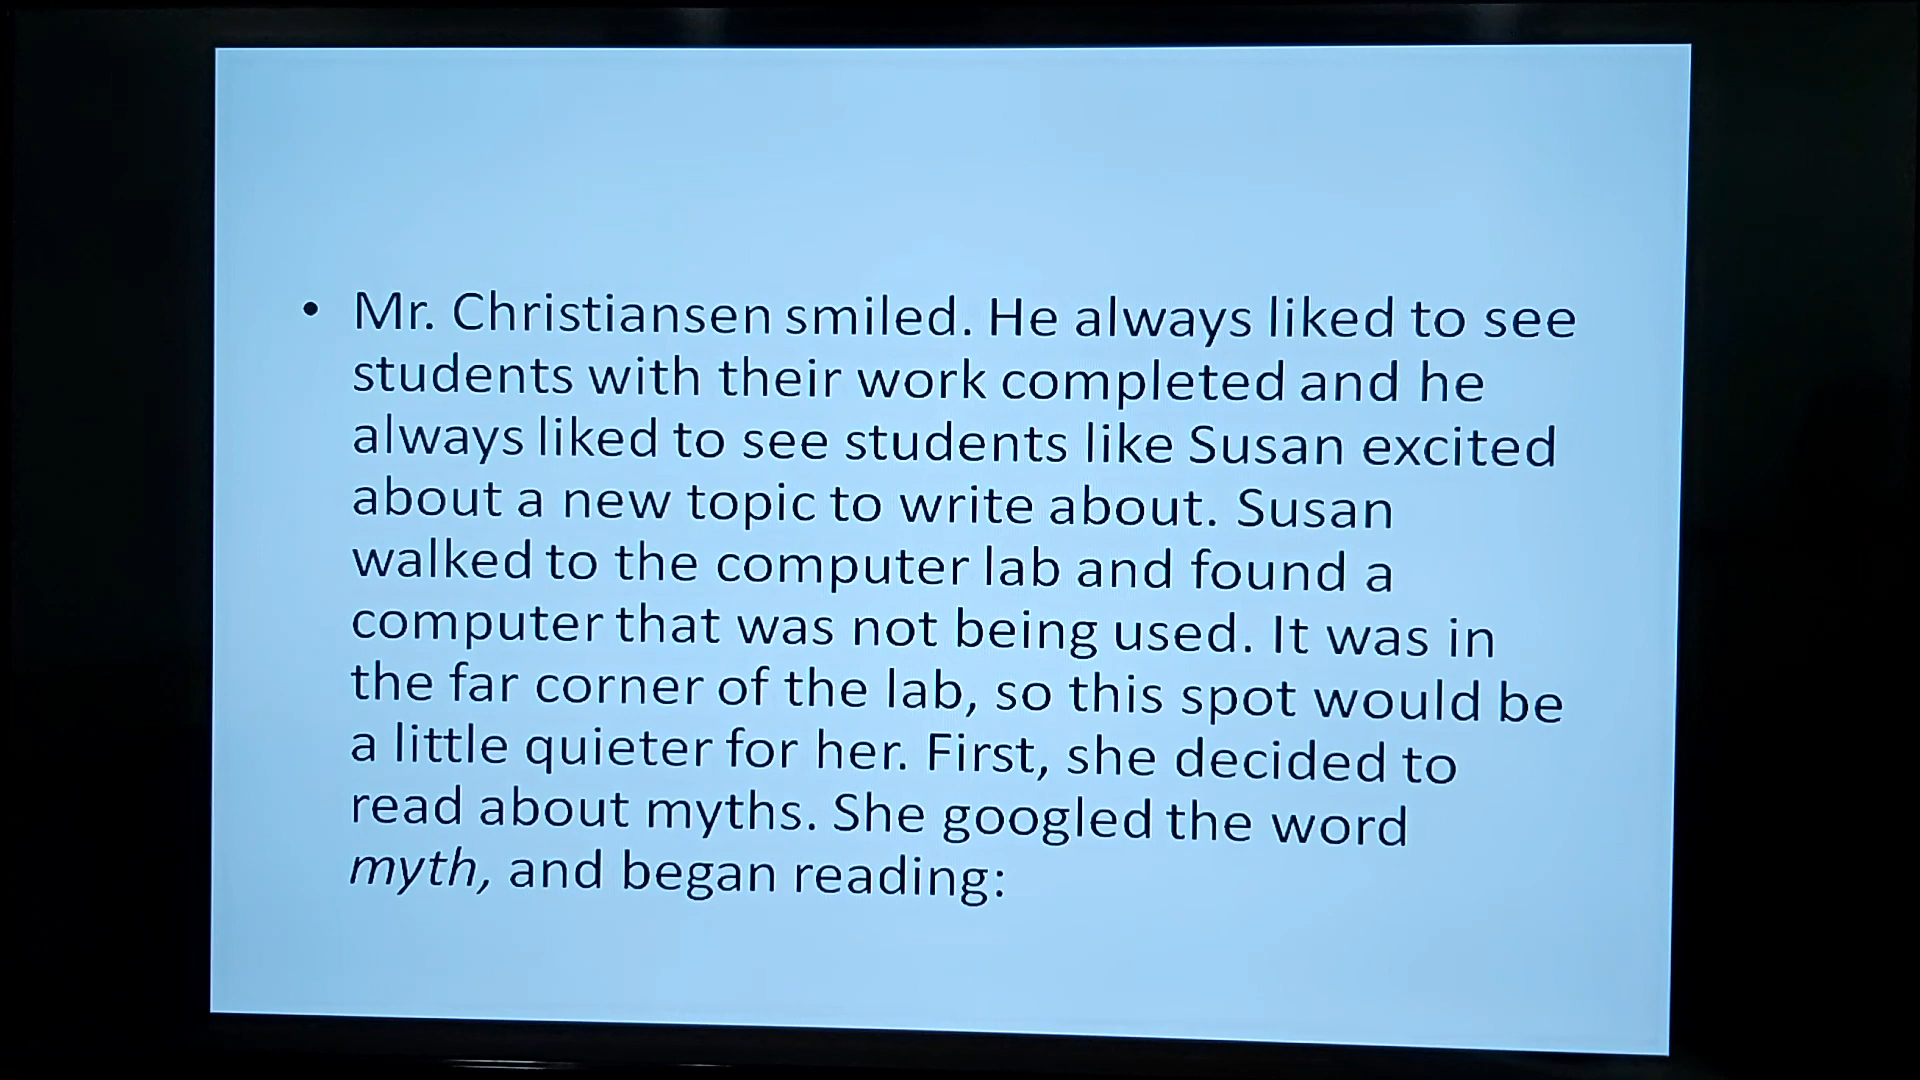 • Mr. Christiansen smiled. He always liked to see
students with their work completed and he
always liked to see students like Susan excited
about a new topic to write about. Susan
walked to the computer lab and found a
computer that was not being used. It was in
the far corner of the lab, so this spot would be
a little quieter for her. First, she decided to
read about myths. She googled the word
myth, and began reading: